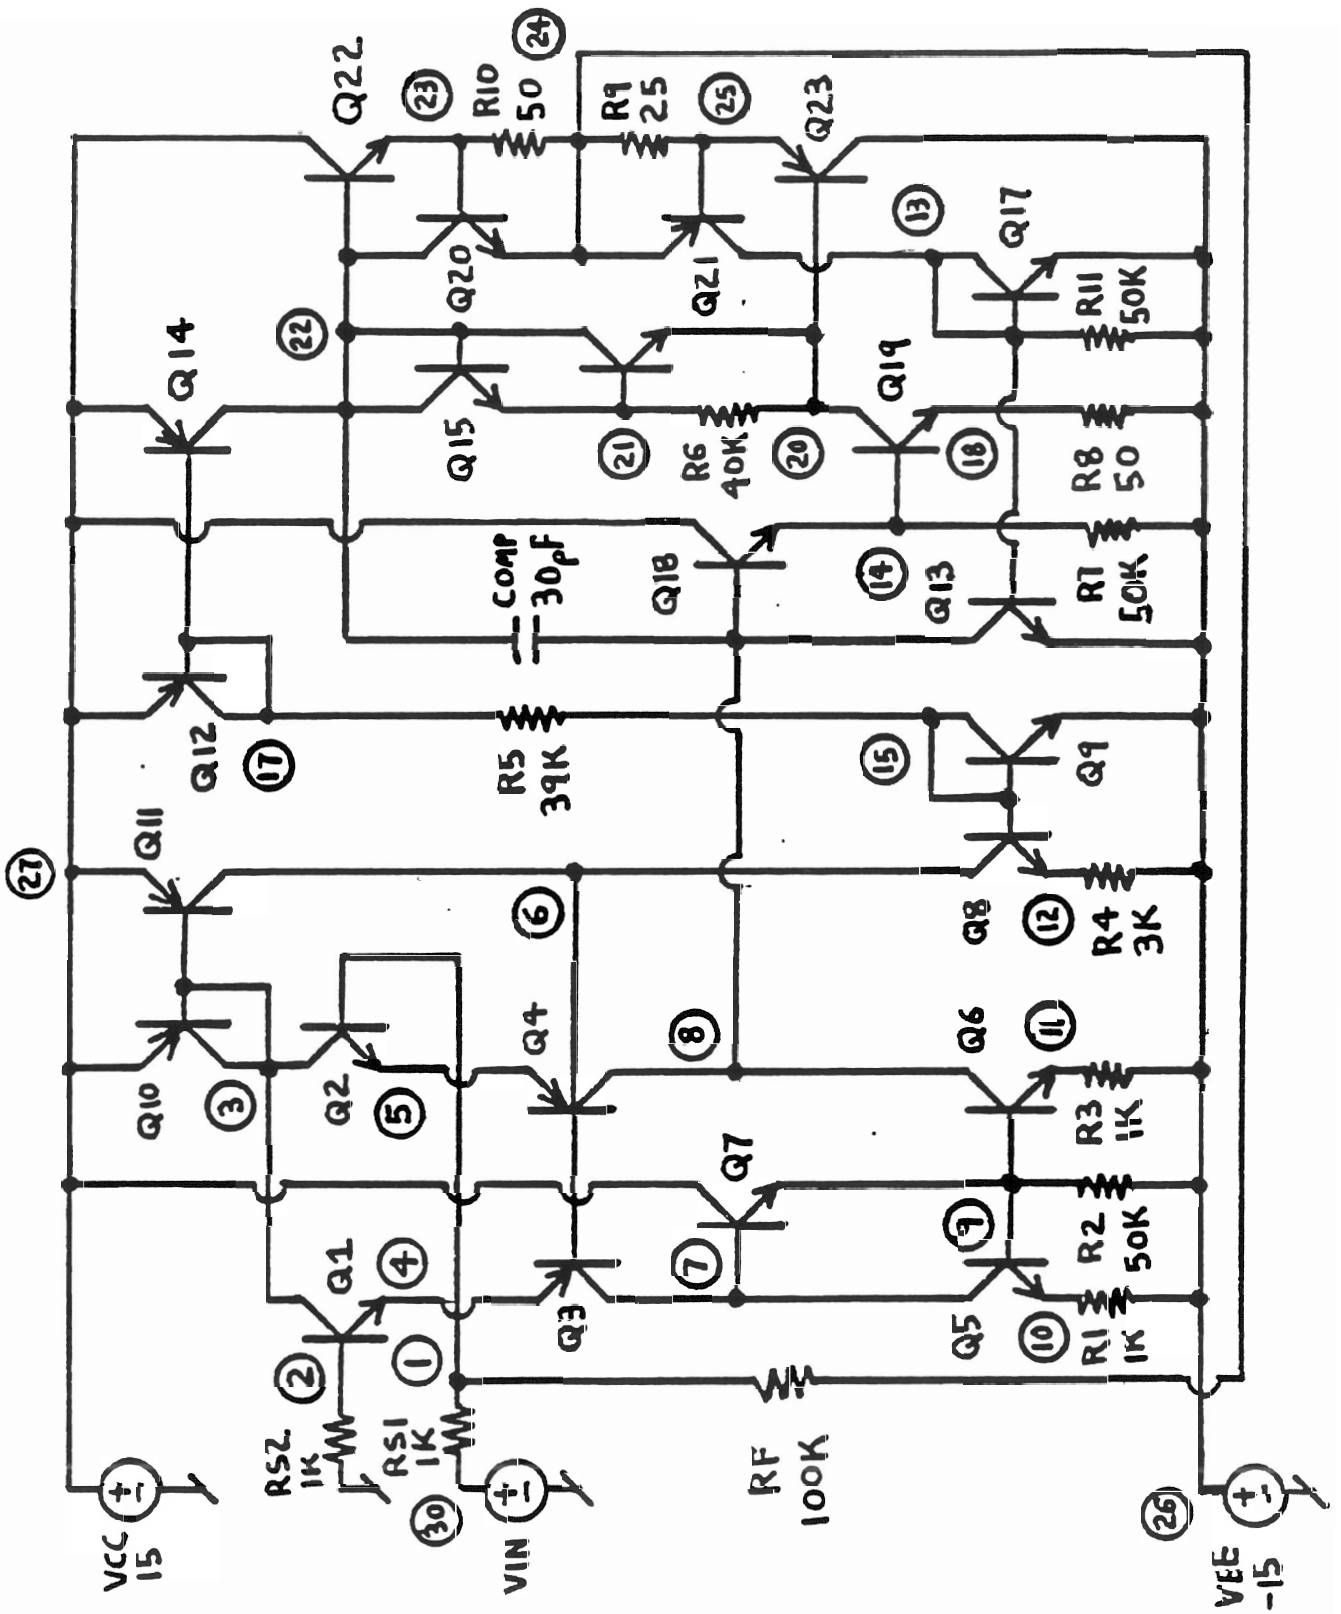 VCC
15
RS2
1K
RS1
1K
VIN
RF
100K
VEE
-15
27
30
26
2
1
Q1
4
Q3
7
Q7
9
Q5
10
R1
1K
R2
50K
Q10
3
Q2
5
Q4
6
8
Q6
11
R3
1K
Q11
Q8
12
R4
3K
Q12
17
R5
39K
15
Q9
COMP
30pF
Q18
14
Q13
R7
50K
Q14
22
Q15
21
R6
40K
20
Q19
18
R8
50
Q20
Q21
13
Q17
R11
50K
Q22
23
R10
50
24
R9
25
25
Q23